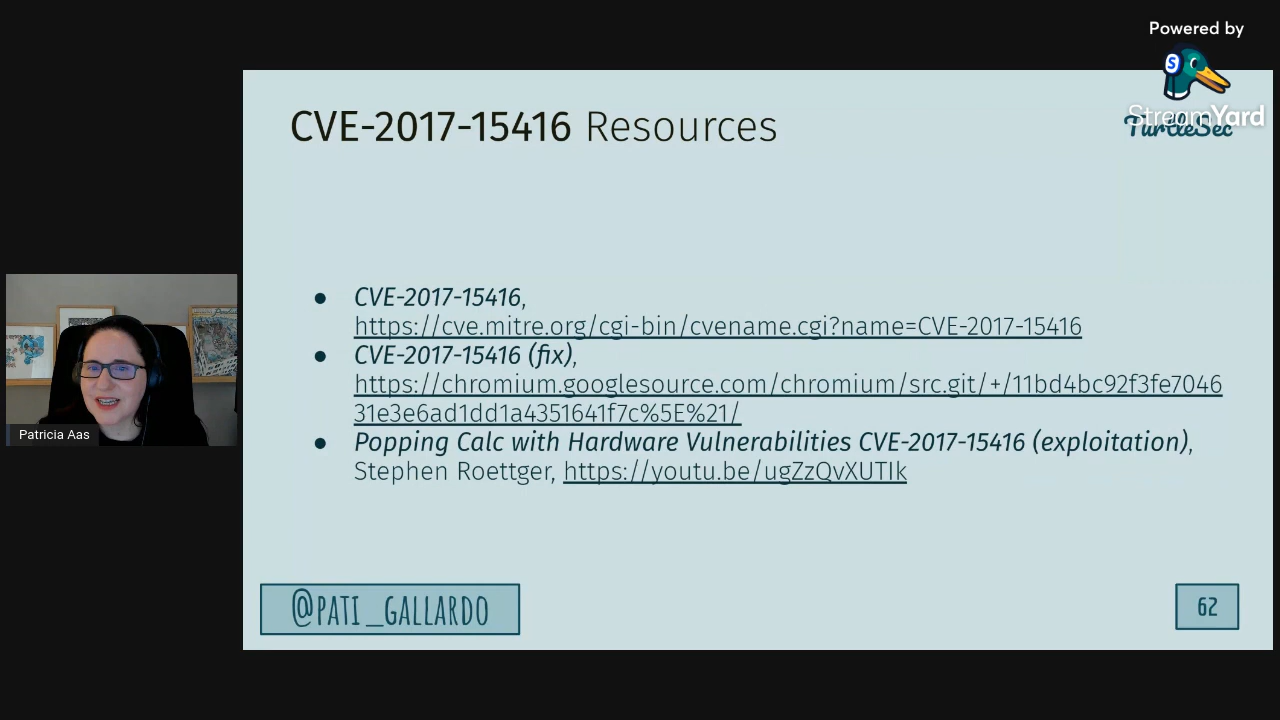 Powered by
StreamYard
TurtleSec
CVE-2017-15416 Resources
● CVE-2017-15416,
https://cve.mitre.org/cgi-bin/cvename.cgi?name=CVE-2017-15416
● CVE-2017-15416 (fix),
https://chromium.googlesource.com/chromium/src.git/+/11bd4bc92f3fe7046
31e3e6ad1dd1a4351641f7c%5E%21/
● Popping Calc with Hardware Vulnerabilities CVE-2017-15416 (exploitation),
Stephen Roettger, https://youtu.be/ugZzQvXUTIk
Patricia Aas
@PATI_GALLARDO
62